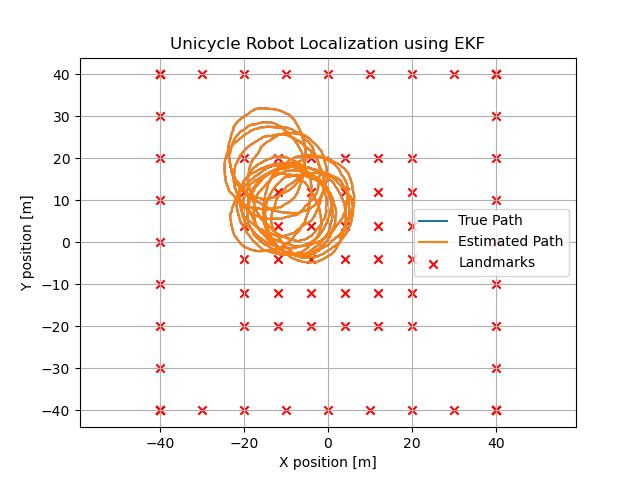 Unicycle Robot Localization using EKF
40
30
20
10
0
−10
−20
−30
−40
Y position [m]
True Path
Estimated Path
Landmarks
−40
−20
0
20
40
X position [m]